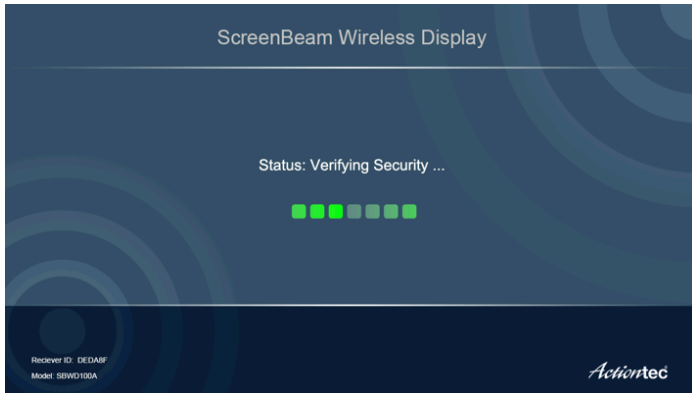 ScreenBeam Wireless Display
Status: Verifying Security ...
Reciever ID: DEDA8F
Model: SBWD100A
Actiontec